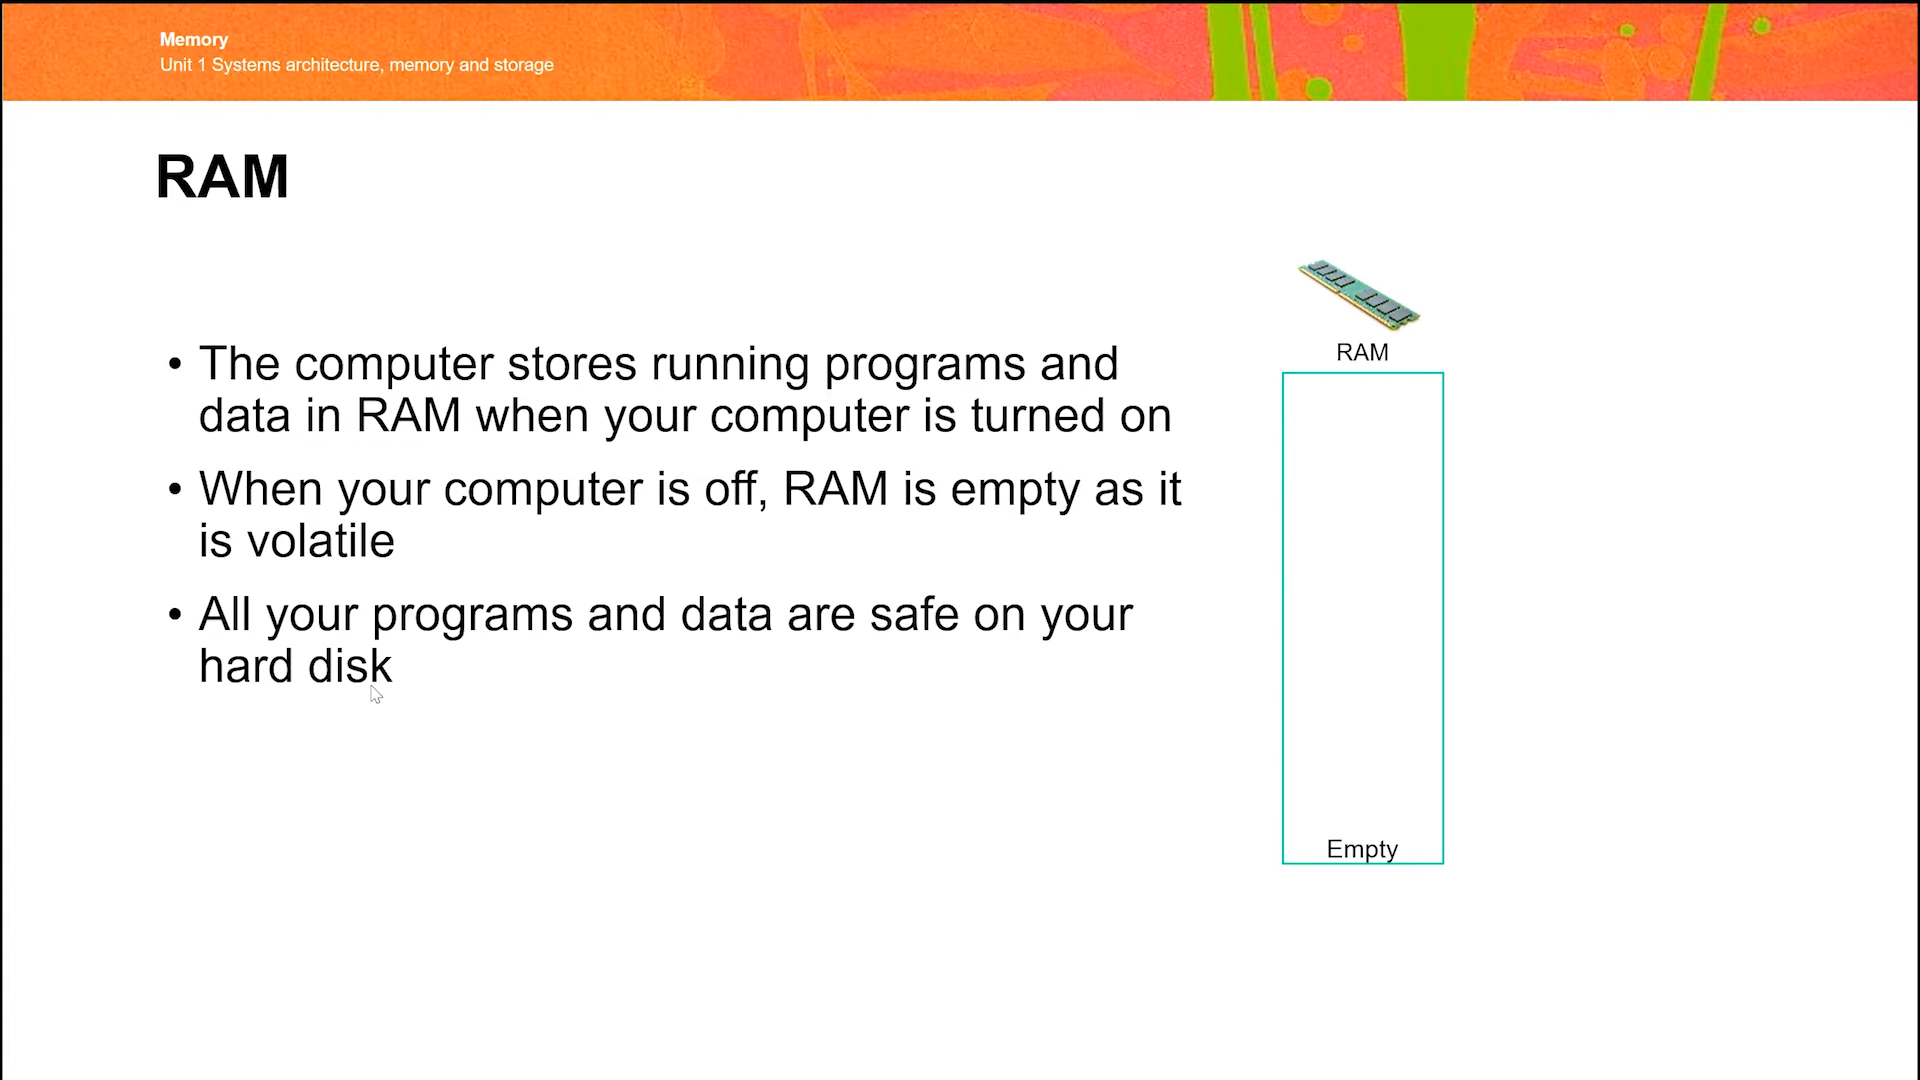 Memory
Unit 1 Systems architecture, memory and storage
RAM
• The computer stores running programs and
data in RAM when your computer is turned on
• When your computer is off, RAM is empty as it
is volatile
• All your programs and data are safe on your
hard disk
RAM
Empty